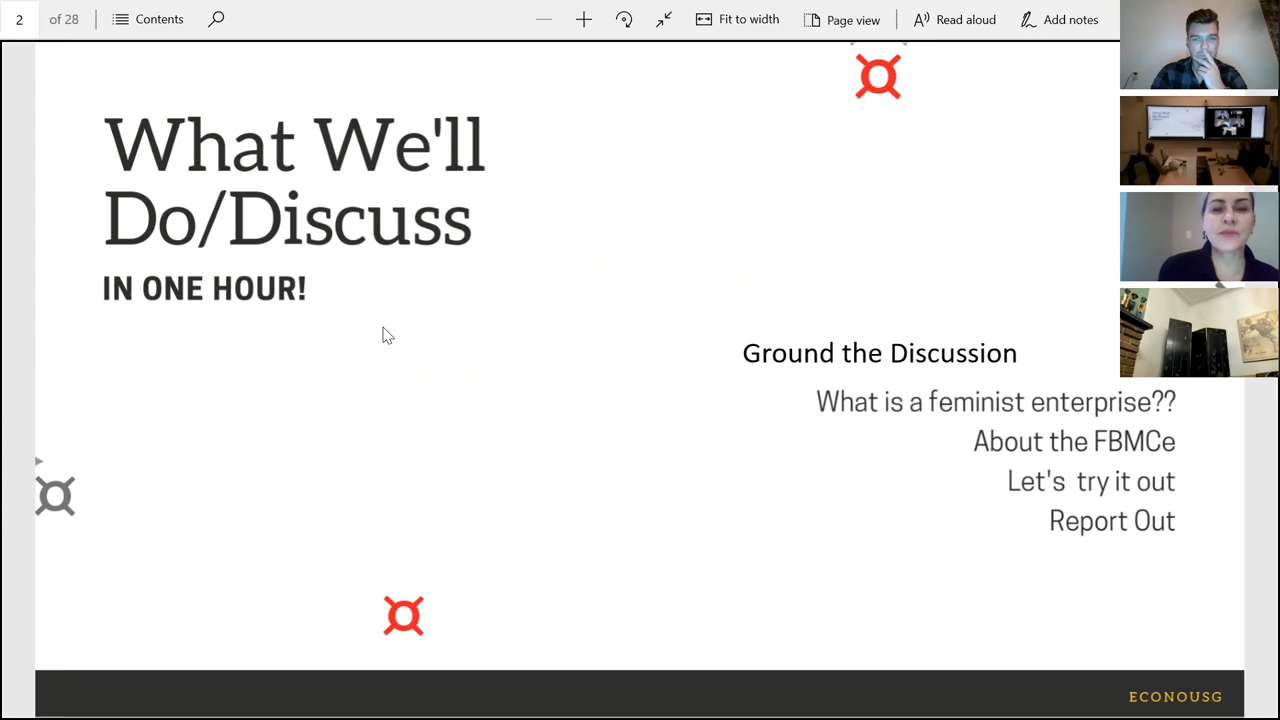 2 of 28 Contents Fit to width Page view Read aloud Add notes
What We'll
Do/Discuss
IN ONE HOUR!
Ground the Discussion
What is a feminist enterprise??
About the FBMCe
Let's try it out
Report Out
ECONOUSG